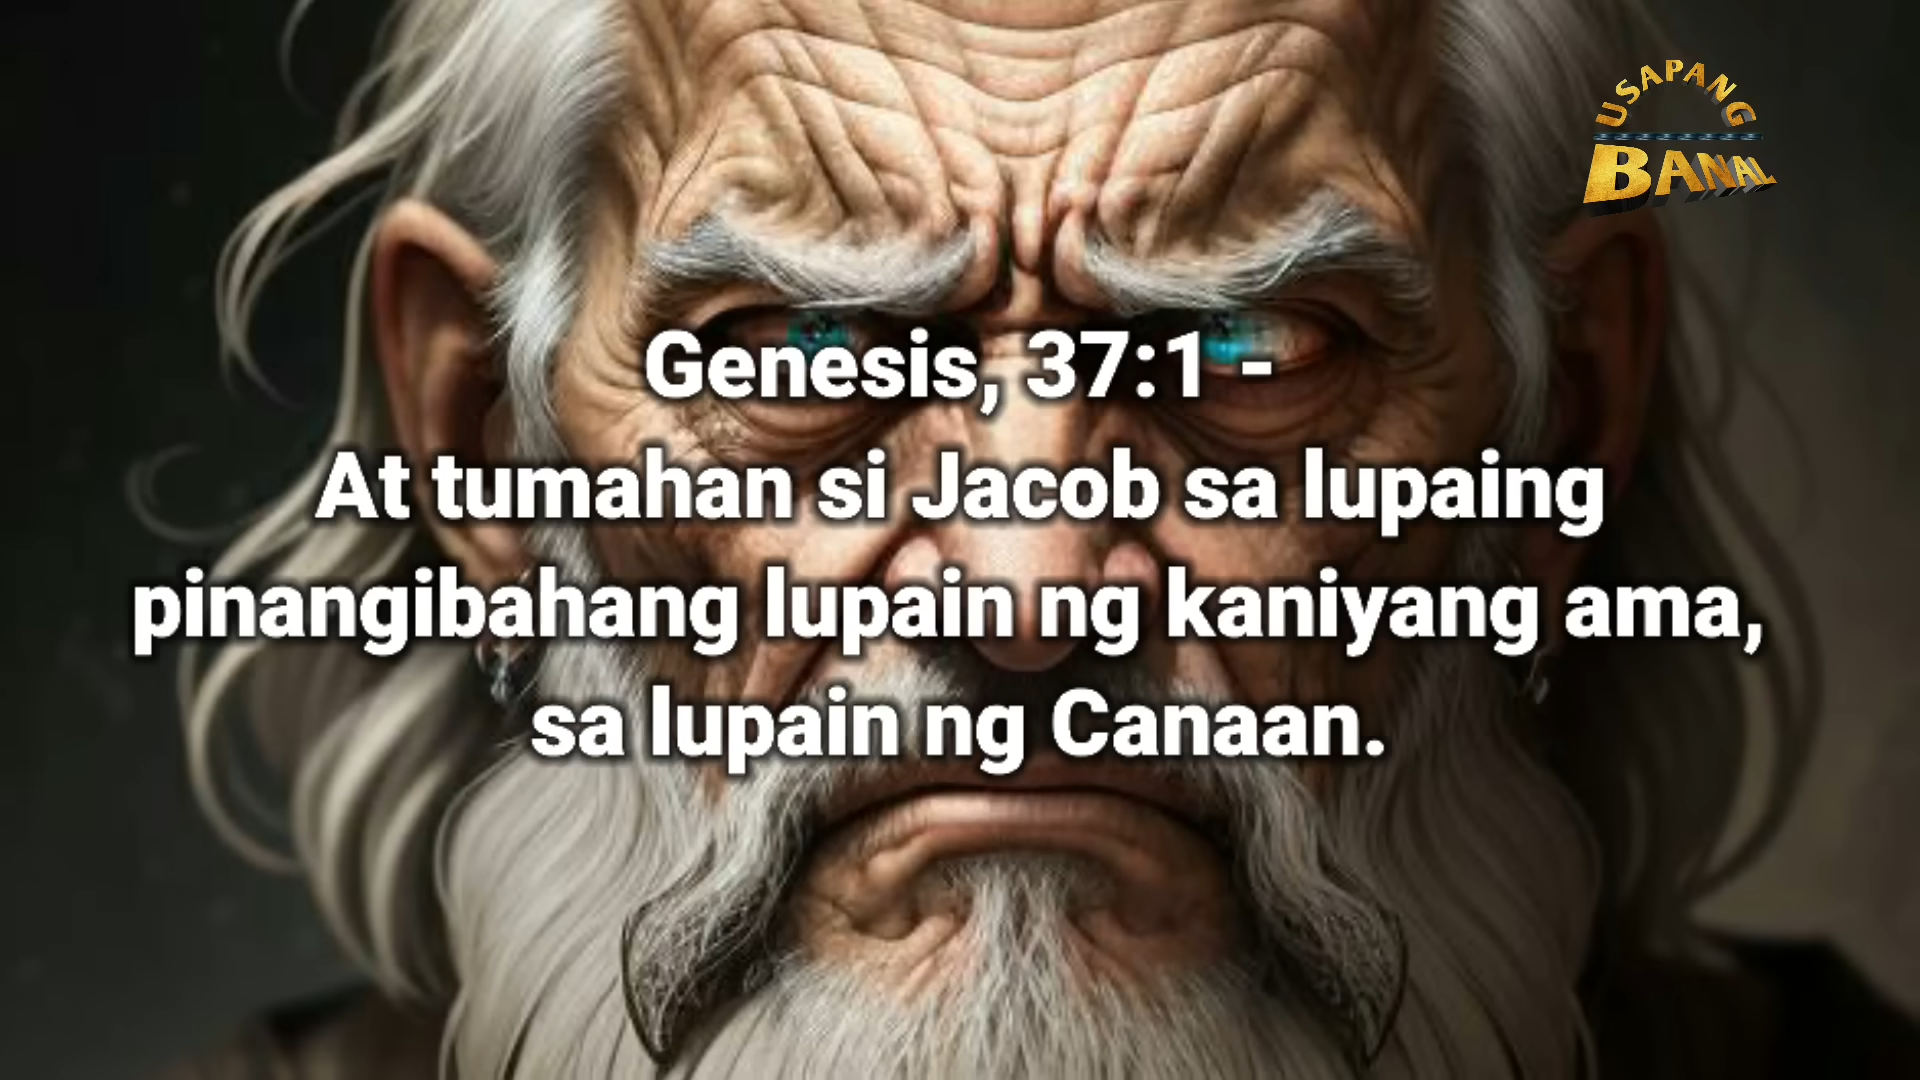 USAPANG
BANAL
Genesis, 37:1 -
At tumahan si Jacob sa lupaing
pinangibahang lupain ng kaniyang ama,
sa lupain ng Canaan.